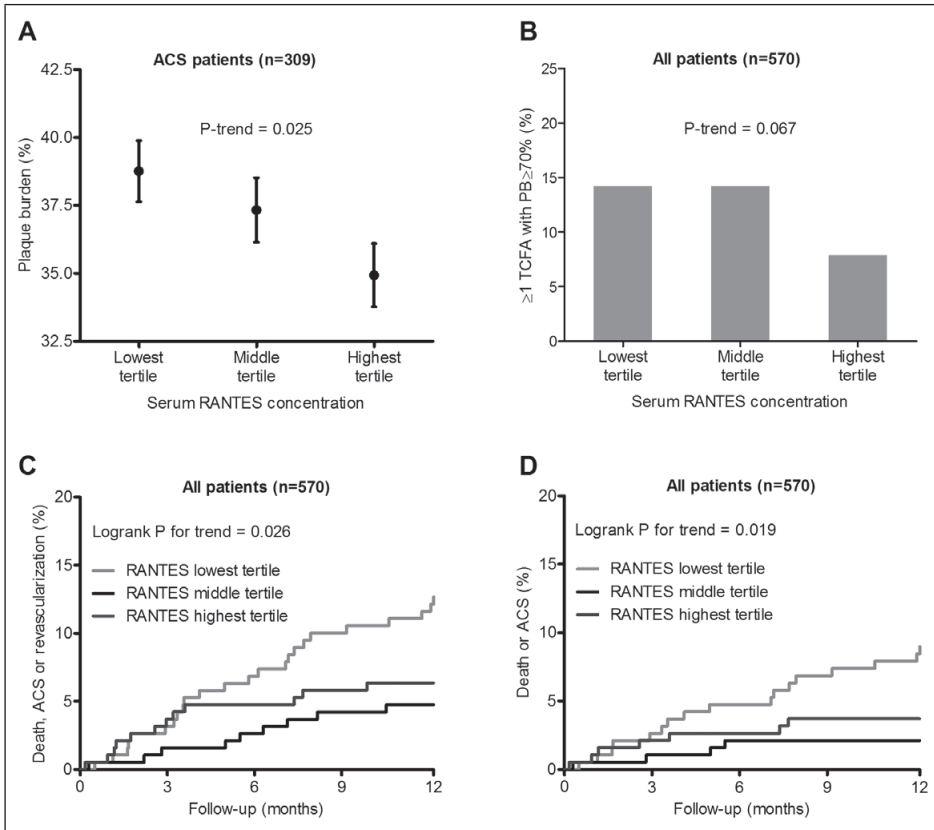 A
ACS patients (n=309)
P-trend = 0.025
Plaque burden (%)
42.5
40.0
37.5
35.0
32.5
Lowest
tertile
Middle
tertile
Highest
tertile
Serum RANTES concentration
B
All patients (n=570)
P-trend = 0.067
≥1 TCFA with PB≥70% (%)
25
20
15
10
5
0
Lowest
tertile
Middle
tertile
Highest
tertile
Serum RANTES concentration
C
All patients (n=570)
Logrank P for trend = 0.026
RANTES lowest tertile
RANTES middle tertile
RANTES highest tertile
Death, ACS or revascularization (%)
20
15
10
5
0
0 3 6 9 12
Follow-up (months)
D
All patients (n=570)
Logrank P for trend = 0.019
RANTES lowest tertile
RANTES middle tertile
RANTES highest tertile
Death or ACS (%)
20
15
10
5
0
0 3 6 9 12
Follow-up (months)